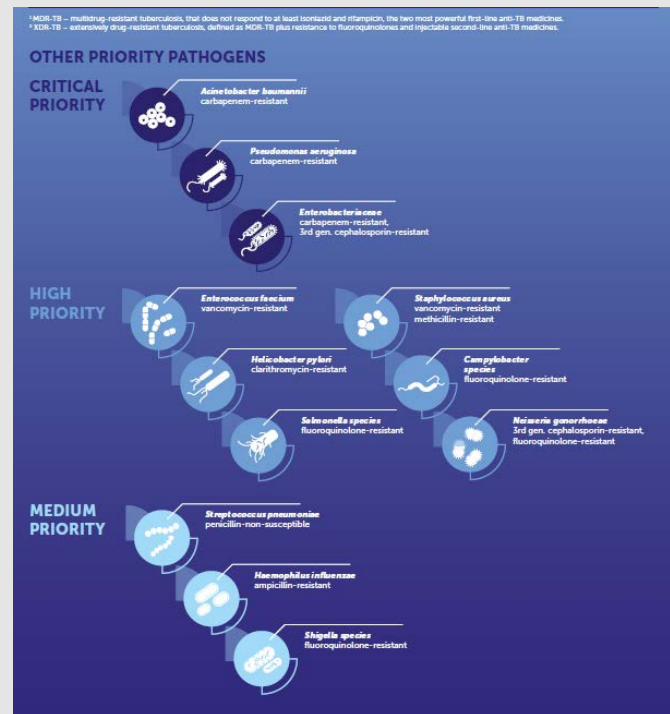 ¹ MDR-TB – multidrug-resistant tuberculosis, that does not respond to at least isoniazid and rifampicin, the two most powerful first-line anti-TB medicines.
² XDR-TB – extensively drug-resistant tuberculosis, defined as MDR-TB plus resistance to fluoroquinolones and injectable second-line anti-TB medicines.
OTHER PRIORITY PATHOGENS
CRITICAL
PRIORITY
Acinetobacter baumannii
carbapenem-resistant
Pseudomonas aeruginosa
carbapenem-resistant
Enterobacteriaceae
carbapenem-resistant,
3rd gen. cephalosporin-resistant
HIGH
PRIORITY
Enterococcus faecium
vancomycin-resistant
Helicobacter pylori
clarithromycin-resistant
Salmonella species
fluoroquinolone-resistant
Staphylococcus aureus
vancomycin-resistant
methicillin-resistant
Campylobacter
species
fluoroquinolone-resistant
Neisseria gonorrhoeae
3rd gen. cephalosporin-resistant,
fluoroquinolone-resistant
MEDIUM
PRIORITY
Streptococcus pneumoniae
penicillin-non-susceptible
Haemophilus influenzae
ampicillin-resistant
Shigella species
fluoroquinolone-resistant